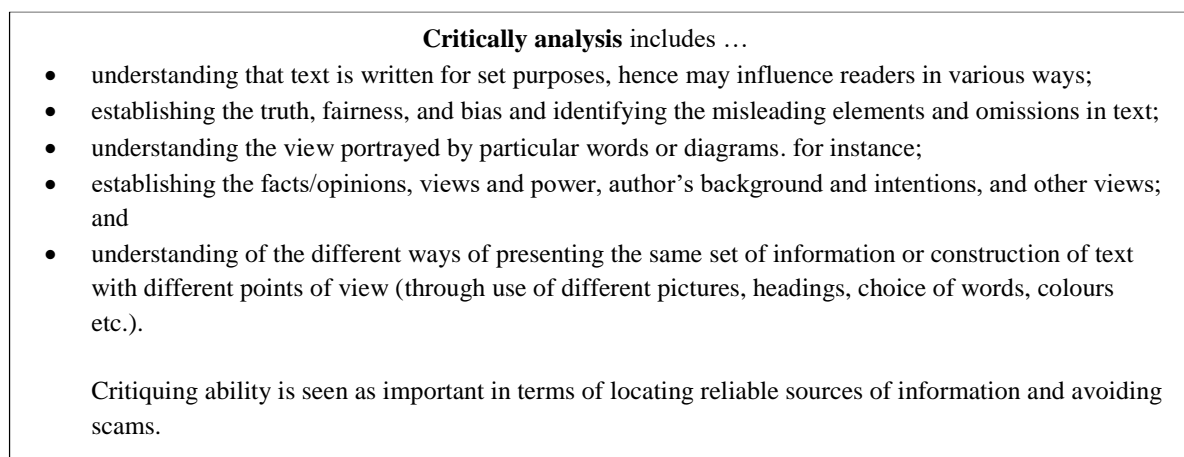 Critically analysis includes …
• understanding that text is written for set purposes, hence may influence readers in various ways;
• establishing the truth, fairness, and bias and identifying the misleading elements and omissions in text;
• understanding the view portrayed by particular words or diagrams. for instance;
• establishing the facts/opinions, views and power, author’s background and intentions, and other views;
and
• understanding of the different ways of presenting the same set of information or construction of text
with different points of view (through use of different pictures, headings, choice of words, colours
etc.).
Critiquing ability is seen as important in terms of locating reliable sources of information and avoiding
scams.